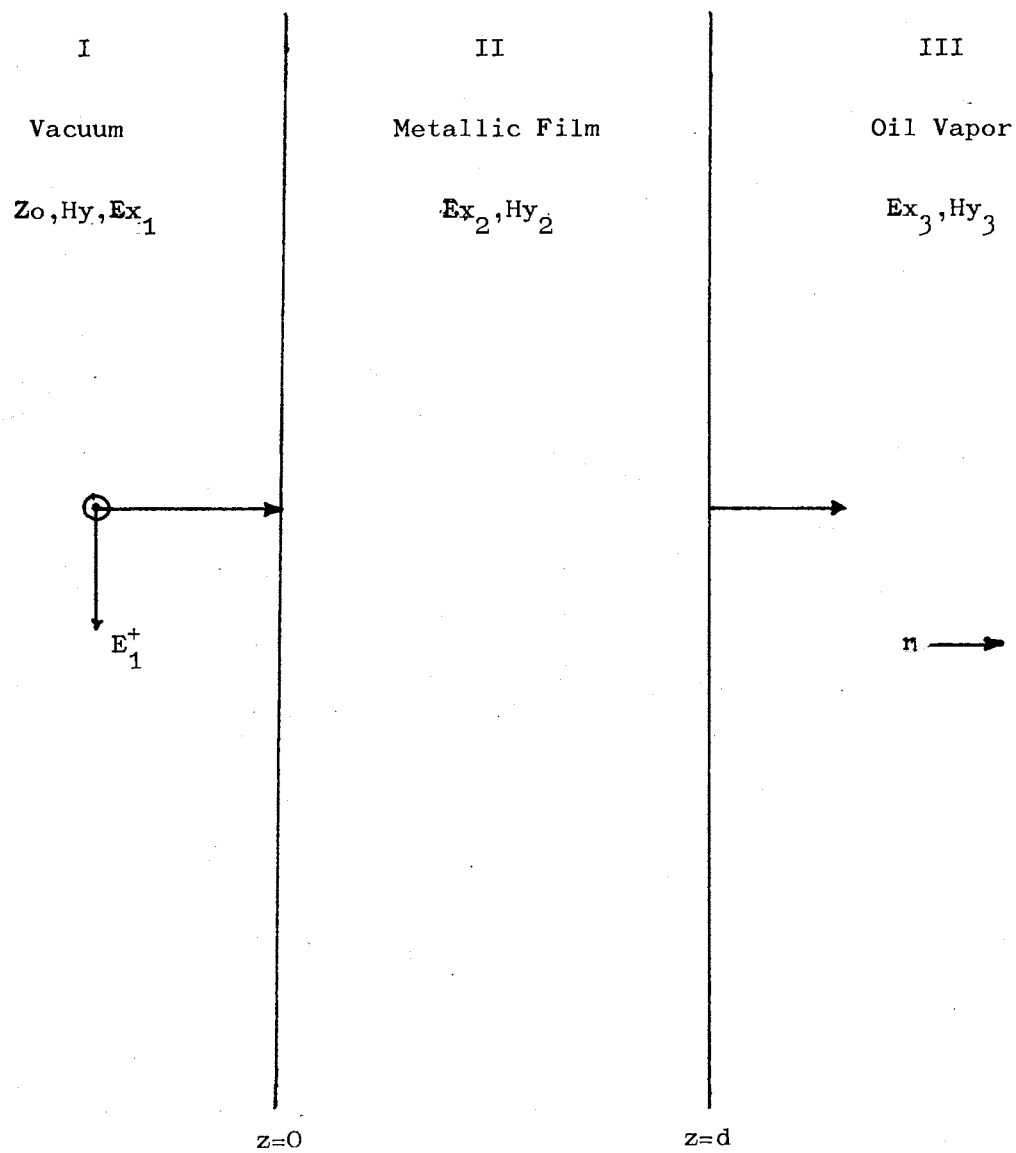 I II III
Vacuum Metallic Film Oil Vapor
Zo,Hy,Ex₁ Ex₂,Hy₂ Ex₃,Hy₃
E₁⁺
n
z=0 z=d